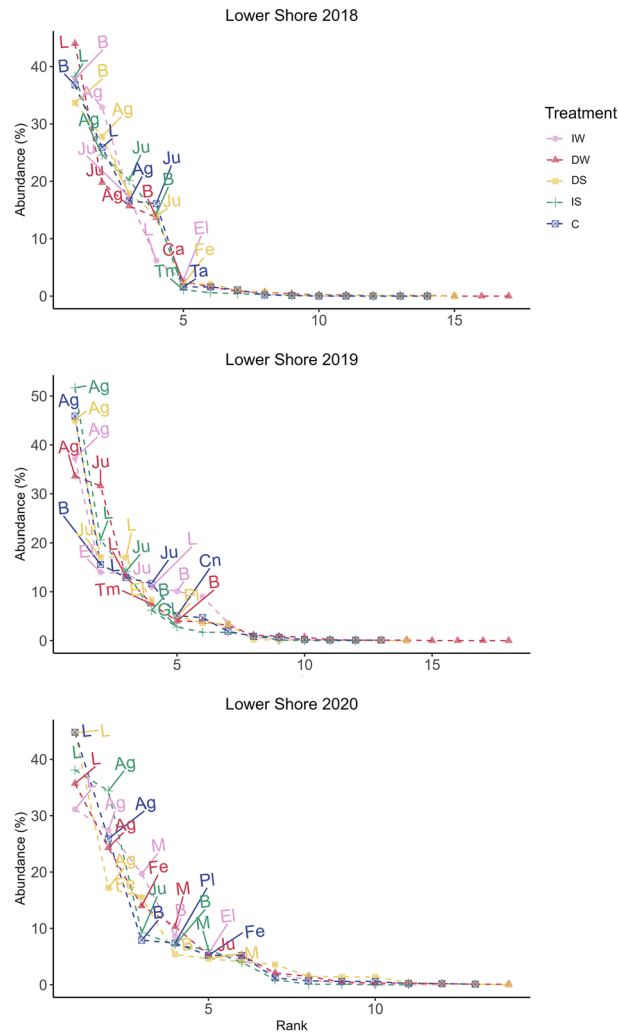 Lower Shore 2018
L
B
L
B
B
Ag
Ag
Ag
L
Ju
Ju
Ju
Ju
Ag
Ag
B
B
Ju
L
El
Ca
Fe
Tm
Ta
Abundance (%)
40
30
20
10
0
5
10
15
Treatment
IW
DW
DS
IS
C
Lower Shore 2019
Ag
Ag
Ag
Ag
Ag
Ju
B
L
Ju
L
E
L
Ju
Ju
L
L
Ju
B
Cn
Tm
B
B
Abundance (%)
50
40
30
20
10
0
5
10
15
Lower Shore 2020
L
L
L
L
Ag
Ag
Ag
Ag
Ag
M
Fe
Ju
B
M
Pl
B
B
M
El
Fe
Ju
B
M
Abundance (%)
40
30
20
10
0
5
10
Rank